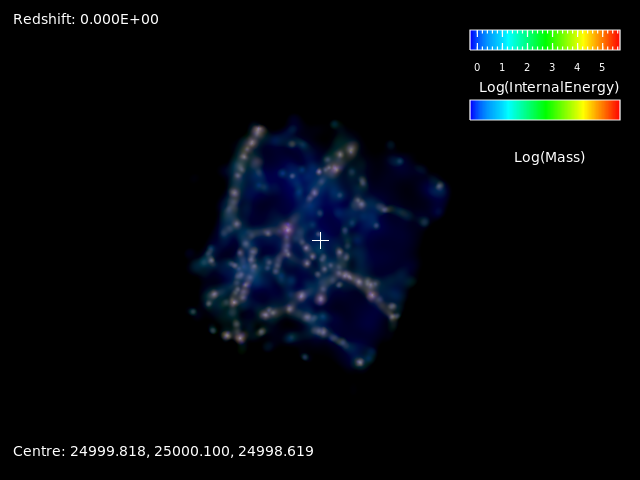 Redshift: 0.000E+00
0 1 2 3 4 5
Log(InternalEnergy)
Log(Mass)
Centre: 24999.818, 25000.100, 24998.619